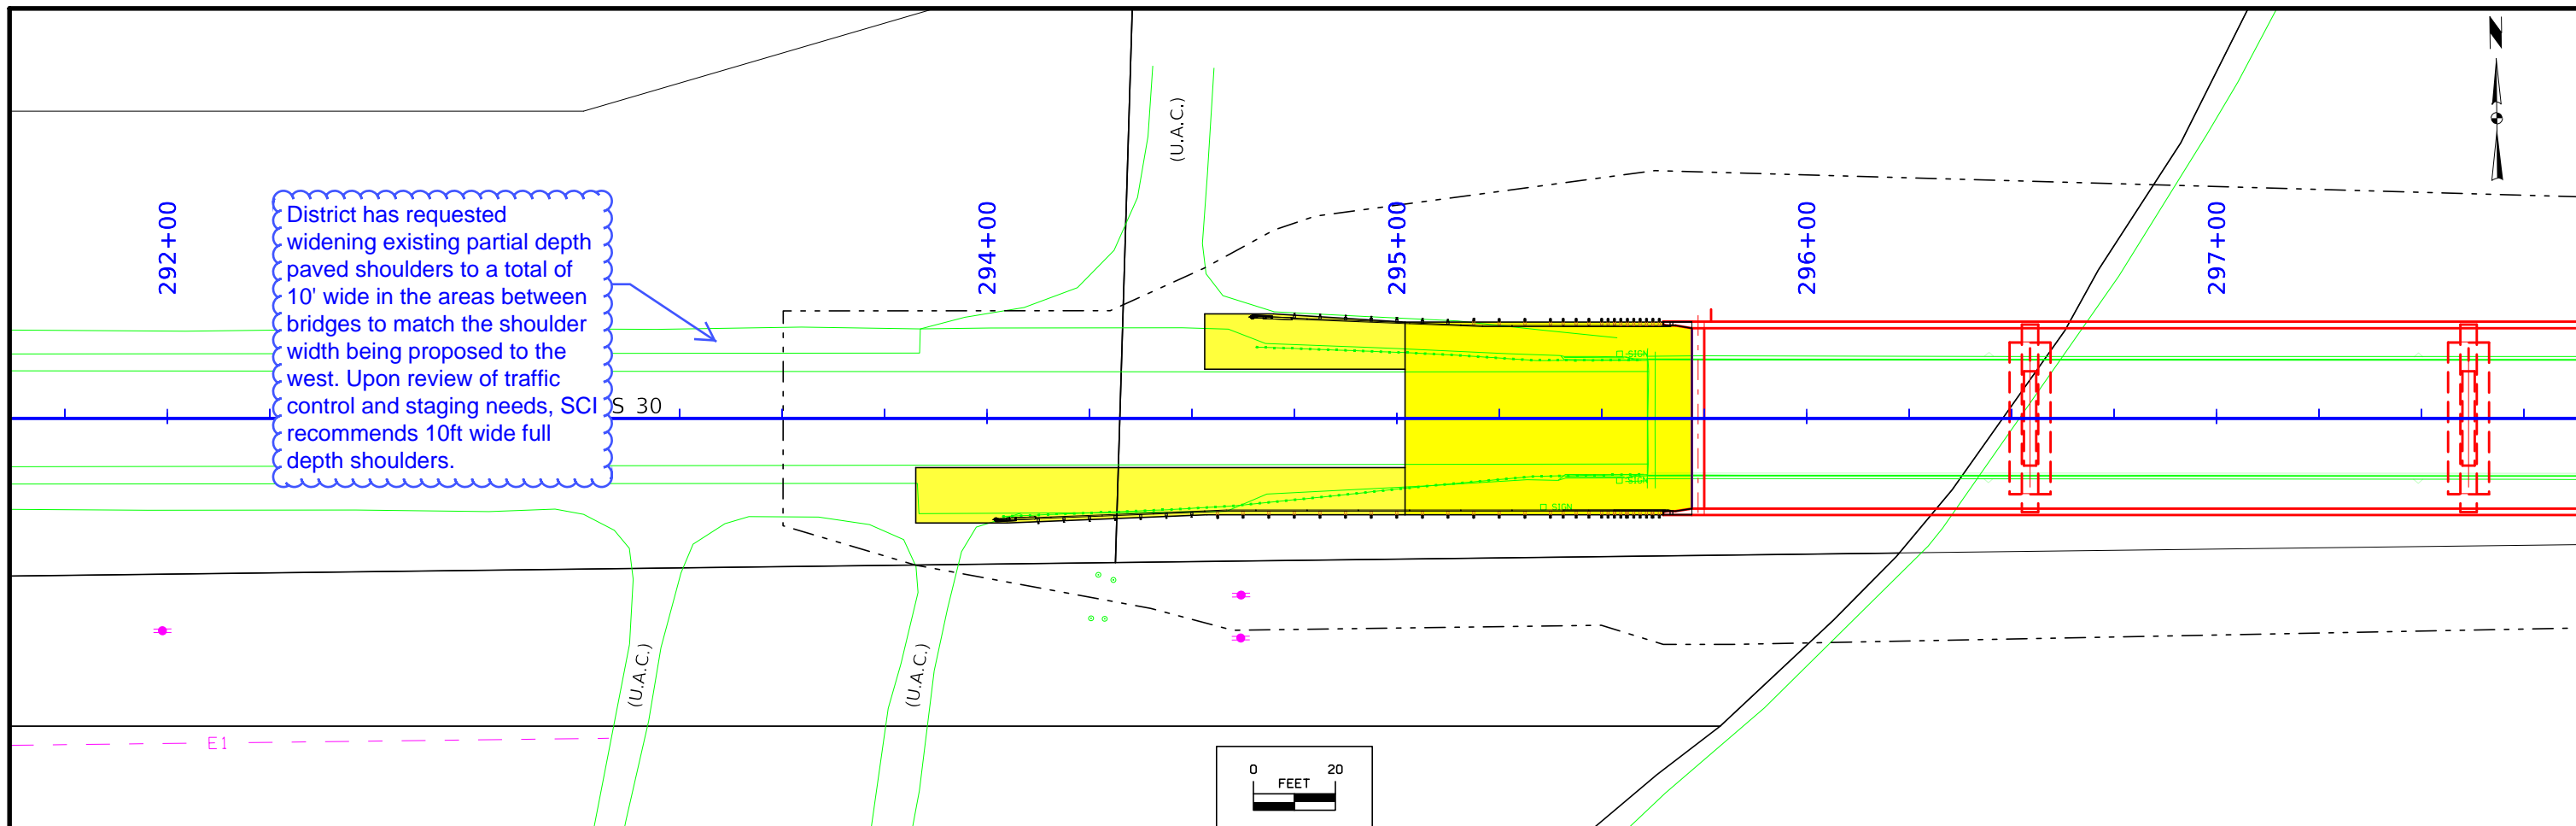 N
(U.A.C.)
292+00
294+00
295+00
296+00
297+00
District has requested
widening existing partial depth
paved shoulders to a total of
10' wide in the areas between
bridges to match the shoulder
width being proposed to the
west. Upon review of traffic
control and staging needs, SCI
recommends 10ft wide full
depth shoulders.
S 30
SIGN
SIGN
SIGN
(U.A.C.)
(U.A.C.)
E1
0 20
FEET